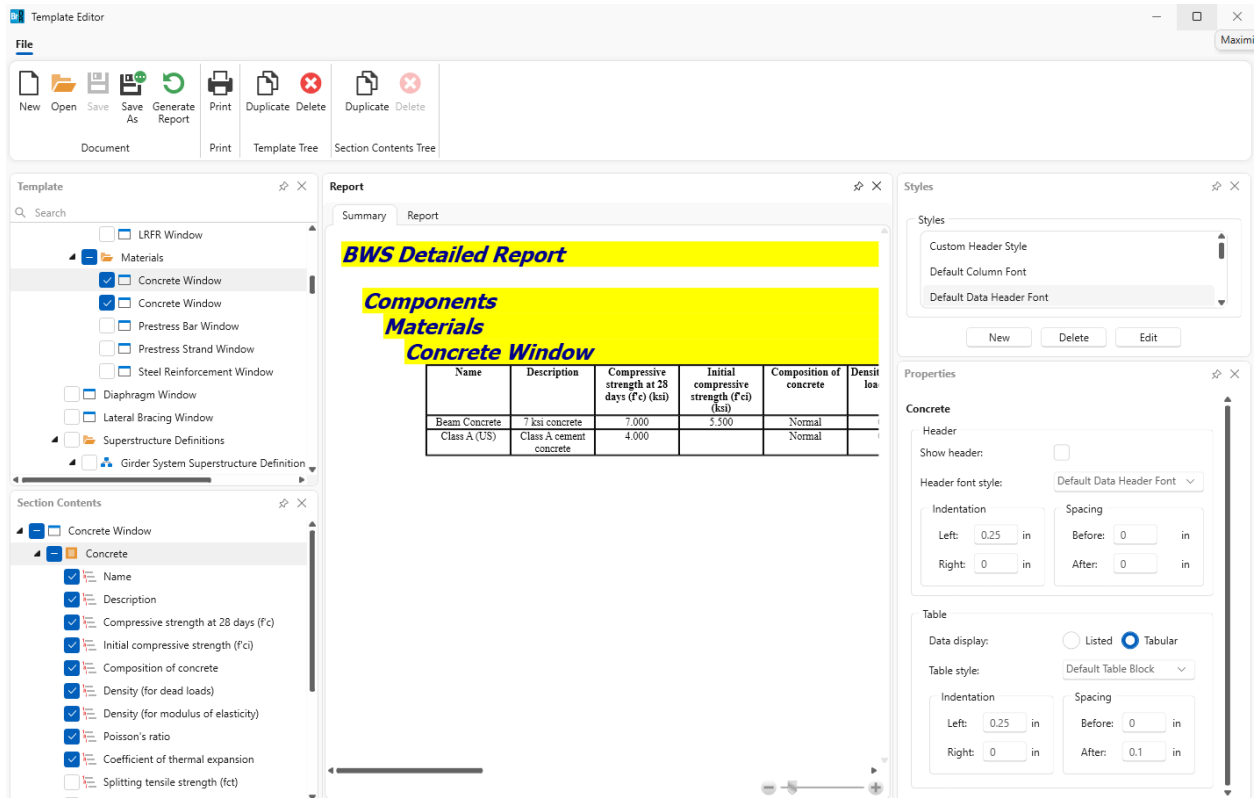 Br
Template Editor
File
Maximi
New
Open
Save
Save As
Generate Report
Print
Duplicate
Delete
Duplicate
Delete
Document
Print
Template Tree
Section Contents Tree
Template
Search
LRFR Window
Materials
Concrete Window
Concrete Window
Prestress Bar Window
Prestress Strand Window
Steel Reinforcement Window
Diaphragm Window
Lateral Bracing Window
Superstructure Definitions
Girder System Superstructure Definition
Section Contents
Concrete Window
Concrete
Name
Description
Compressive strength at 28 days (f'c)
Initial compressive strength (f'ci)
Composition of concrete
Density (for dead loads)
Density (for modulus of elasticity)
Poisson's ratio
Coefficient of thermal expansion
Splitting tensile strength (fct)
Report
Summary Report
BWS Detailed Report
Components
Materials
Concrete Window
Name Description Compressive strength at 28 days (f'c) (ksi) Initial compressive strength (f'ci) (ksi) Composition of concrete Densit loa
Beam Concrete 7 ksi concrete 7.000 5.500 Normal
Class A (US) Class A cement concrete 4.000 Normal
Styles
Styles
Custom Header Style
Default Column Font
Default Data Header Font
New Delete Edit
Properties
Concrete
Header
Show header:
Header font style: Default Data Header Font
Indentation Spacing
Left: 0.25 in Before: 0 in
Right: 0 in After: 0 in
Table
Data display: Listed Tabular
Table style: Default Table Block
Indentation Spacing
Left: 0.25 in Before: 0 in
Right: 0 in After: 0.1 in